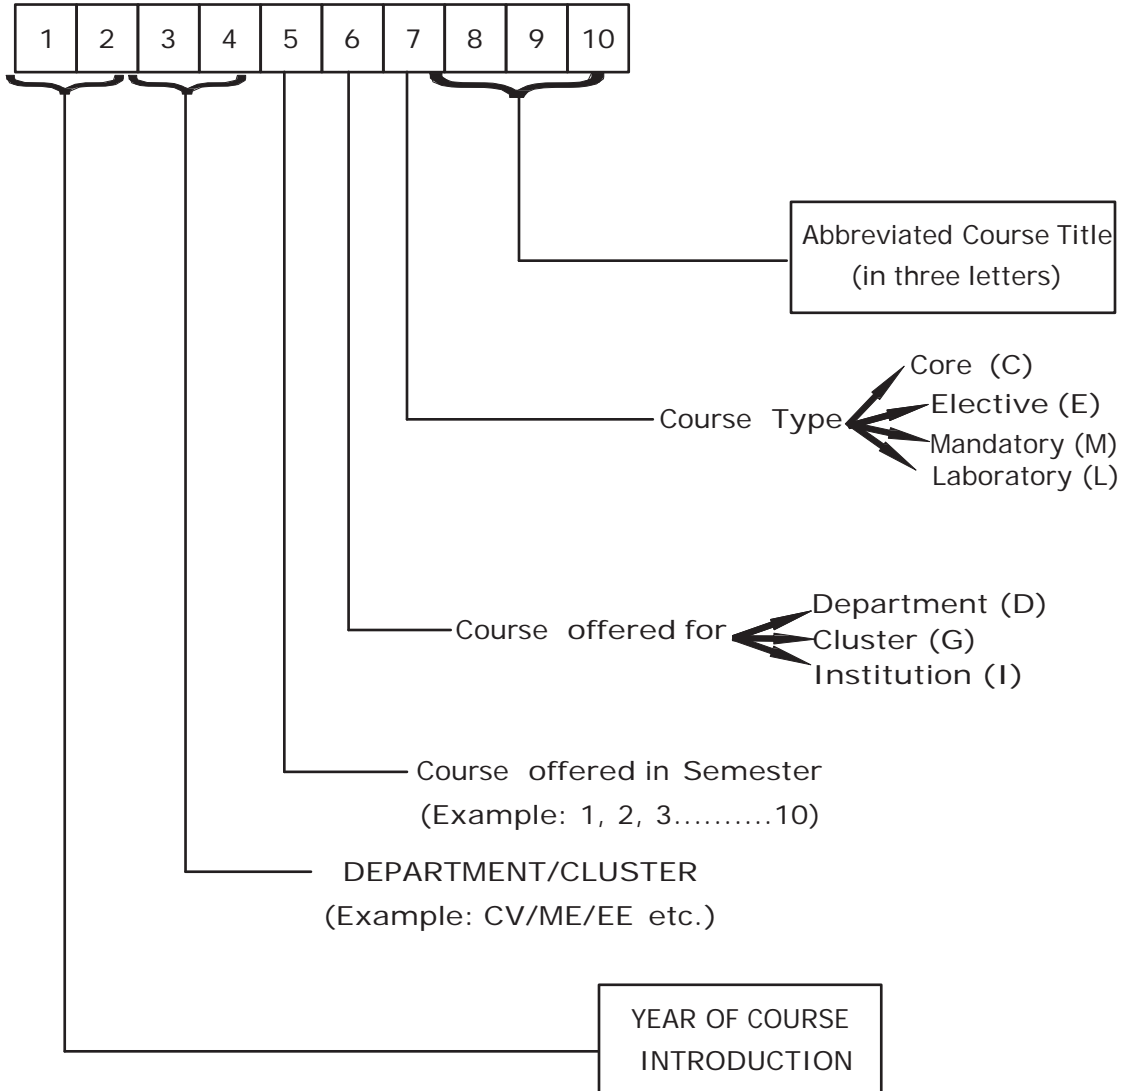 1 2 3 4 5 6 7 8 9 10
Abbreviated Course Title
(in three letters)
Core (C)
Course Type
Elective (E)
Mandatory (M)
Laboratory (L)
Department (D)
Course offered for
Cluster (G)
Institution (I)
Course offered in Semester
(Example: 1, 2, 3..........10)
DEPARTMENT/CLUSTER
(Example: CV/ME/EE etc.)
YEAR OF COURSE
INTRODUCTION